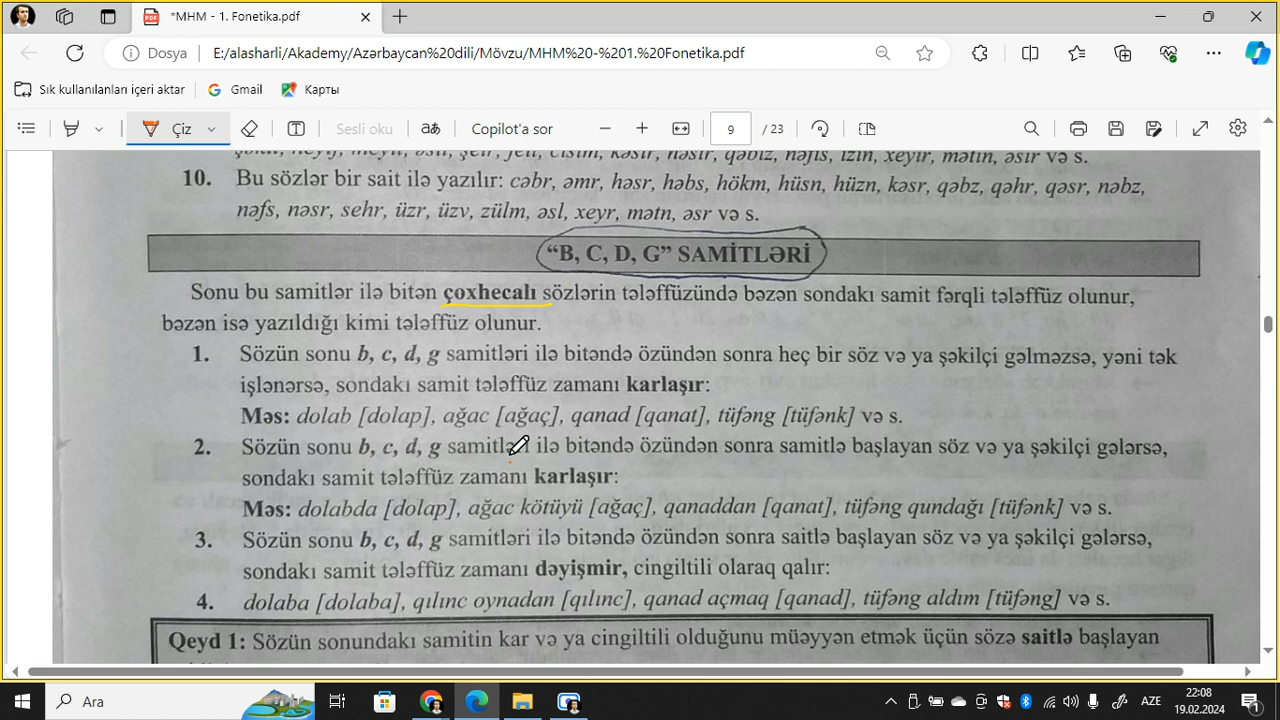 *MHM - 1. Fonetika.pdf
Dosya E:/alasharli/Akademy/Azərbaycan%20dili/Mövzu/MHM%20-%201.%20Fonetika.pdf
Sık kullanılanları içeri aktar Gmail Карты
Çiz Sesli oku Copilot'a sor 9 / 23
xeyir, mətin, əsir və s.
10. Bu sözlər bir sait ilə yazılır: cəbr, əmr, həsr, həbs, hökm, hüsn, hüzn, kəsr, qəbz, qəhr, qəsr, nəbz,
nəfs, nəsr, sehr, üzr, üzv, zülm, əsl, xeyr, mətn, əsr və s.
“B, C, D, G” SAMİTLƏRİ
Sonu bu samitlər ilə bitən çoxhecalı sözlərin tələffüzündə bəzən sondakı samit fərqli tələffüz olunur,
bəzən isə yazıldığı kimi tələffüz olunur.
1. Sözün sonu b, c, d, g samitləri ilə bitəndə özündən sonra heç bir söz və ya şəkilçi gəlməzsə, yəni tək
işlənərsə, sondakı samit tələffüz zamanı karlaşır:
Məs: dolab [dolap], ağac [ağaç], qanad [qanat], tüfəng [tüfənk] və s.
2. Sözün sonu b, c, d, g samitləri ilə bitəndə özündən sonra samitlə başlayan söz və ya şəkilçi gələrsə,
sondakı samit tələffüz zamanı karlaşır:
Məs: dolabda [dolap], ağac kötüyü [ağaç], qanaddan [qanat], tüfəng qundağı [tüfənk] və s.
3. Sözün sonu b, c, d, g samitləri ilə bitəndə özündən sonra saitlə başlayan söz və ya şəkilçi gələrsə,
sondakı samit tələffüz zamanı dəyişmir, cingiltili olaraq qalır:
4. dolaba [dolaba], qılınc oynadan [qılınc], qanad açmaq [qanad], tüfəng aldım [tüfəng] və s.
Qeyd 1: Sözün sonundakı samitin kar və ya cingiltili olduğunu müəyyən etmək üçün sözə saitlə başlayan
Ara AZE 22:08
19.02.2024